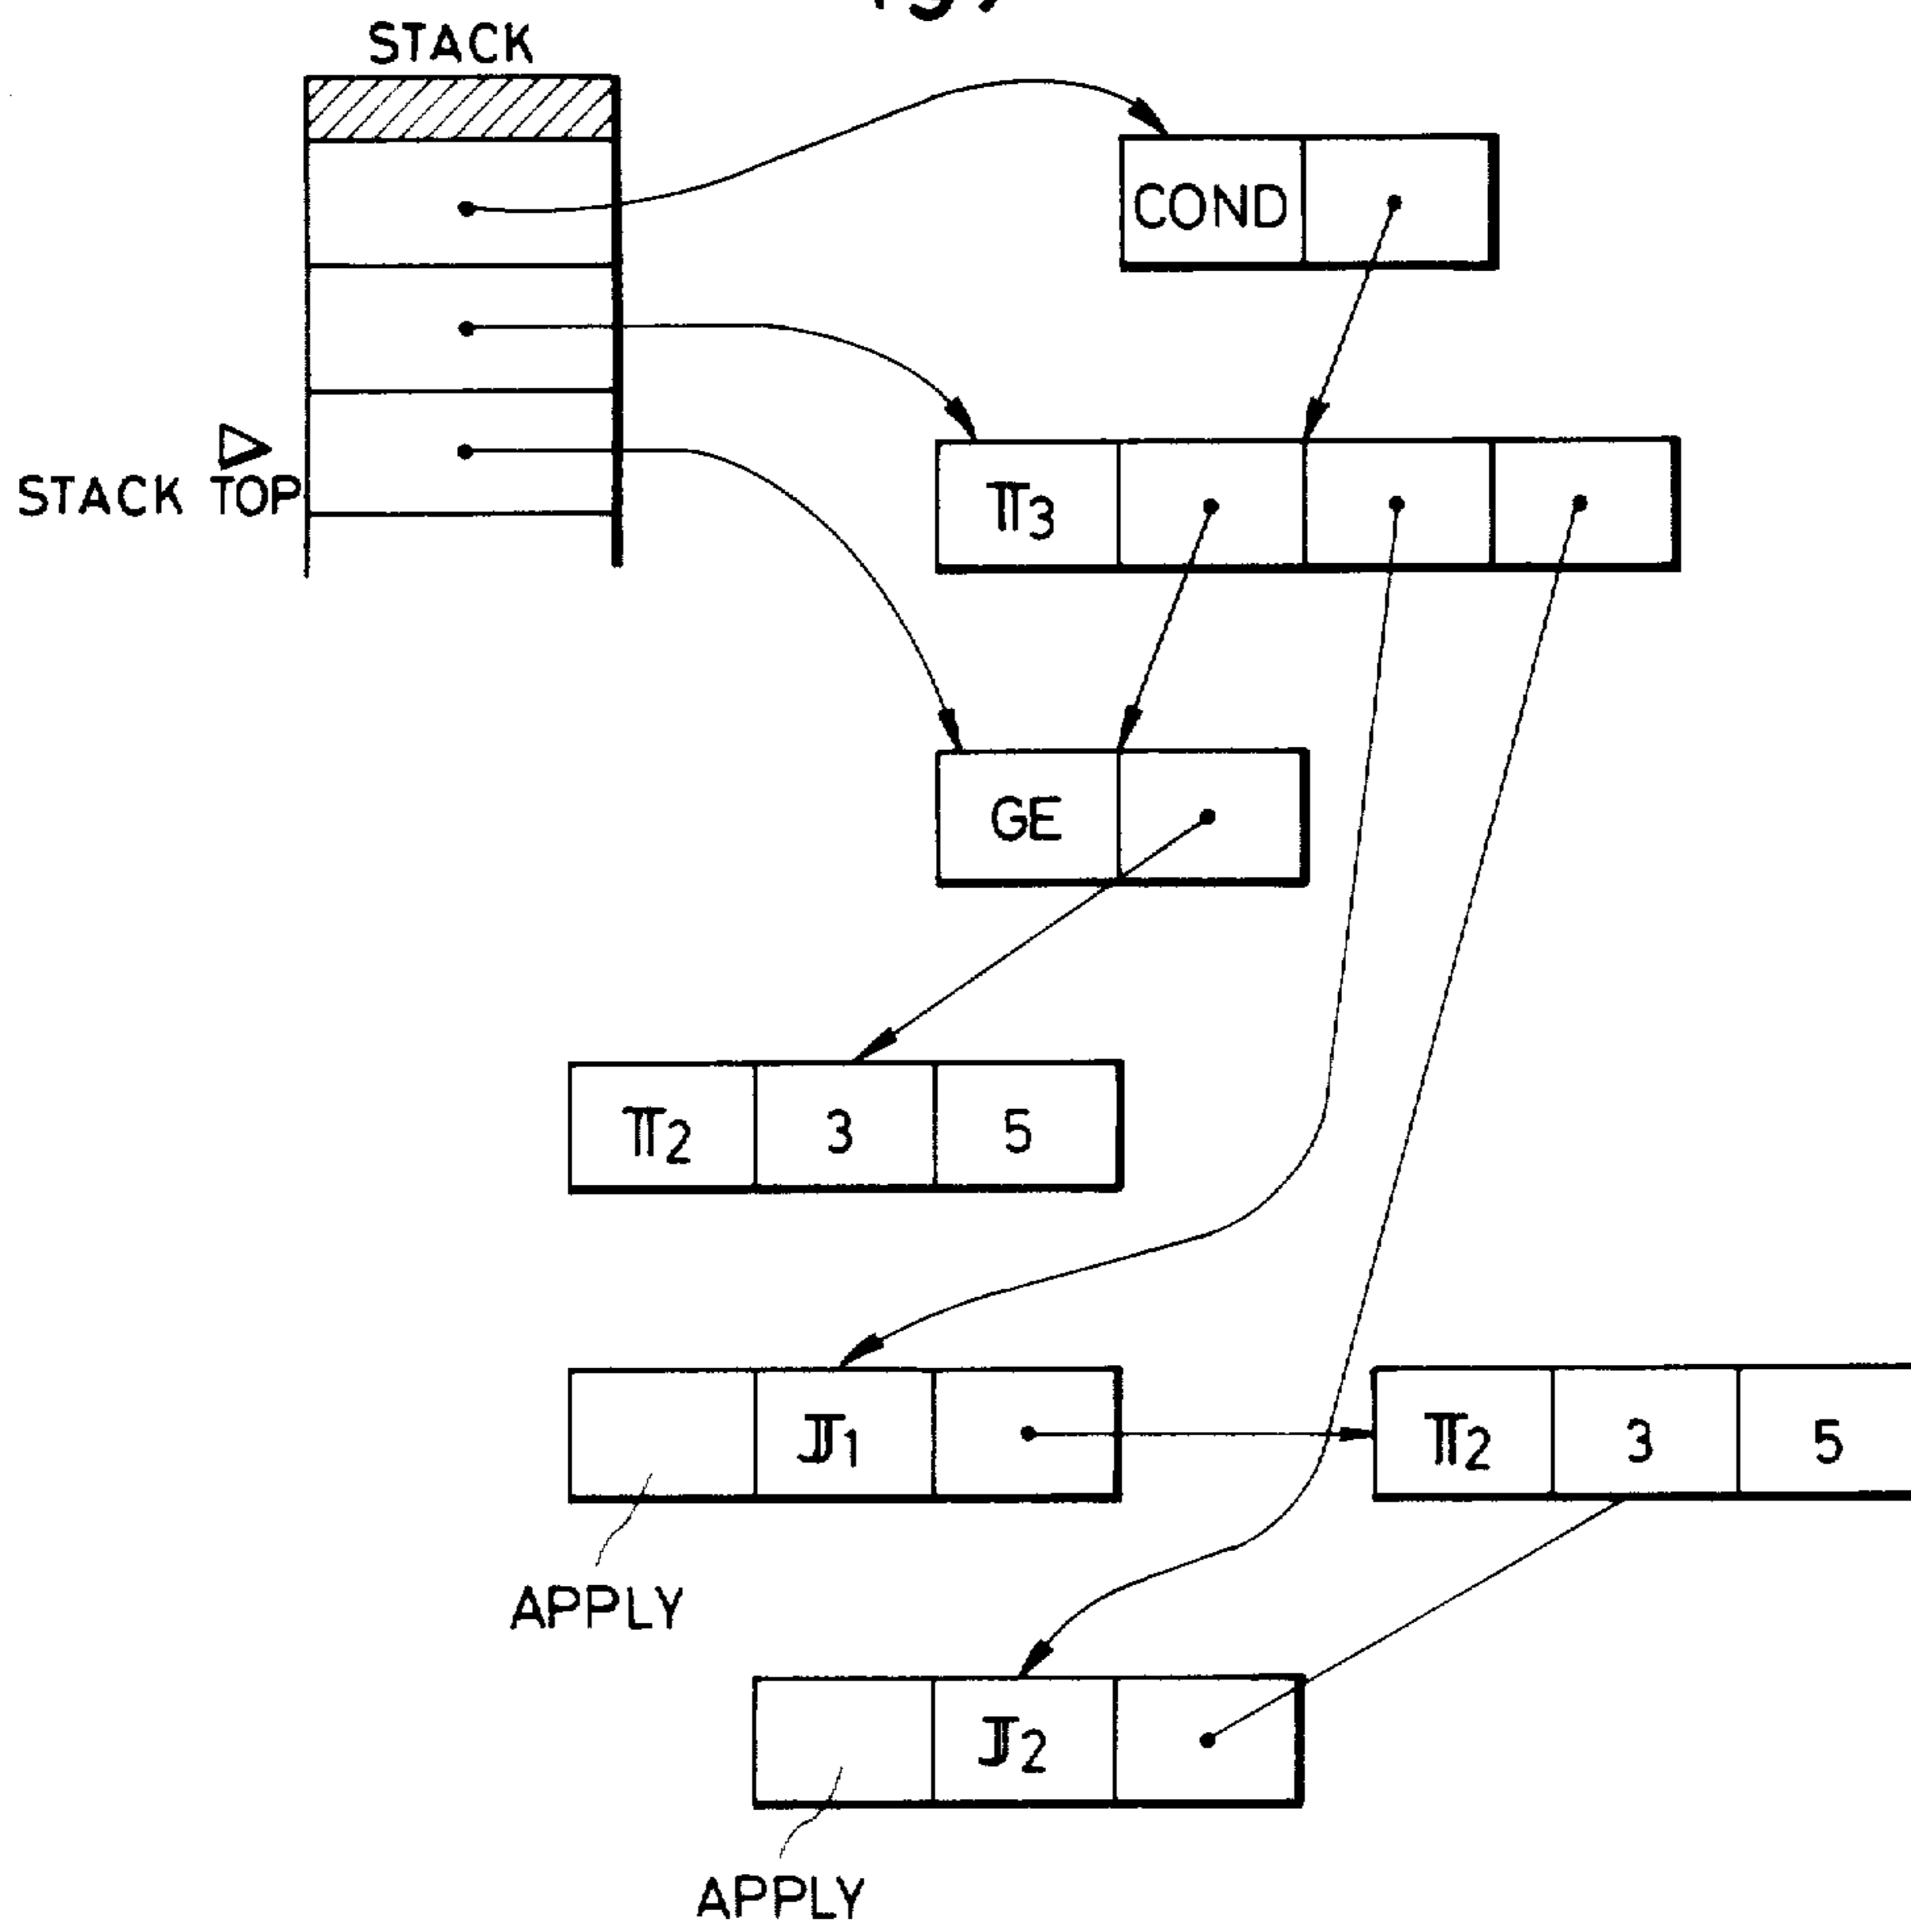 STACK
COND
STACK TOP
π3
GE
π2 3 5
J1
π2 3 5
APPLY
J2
APPLY